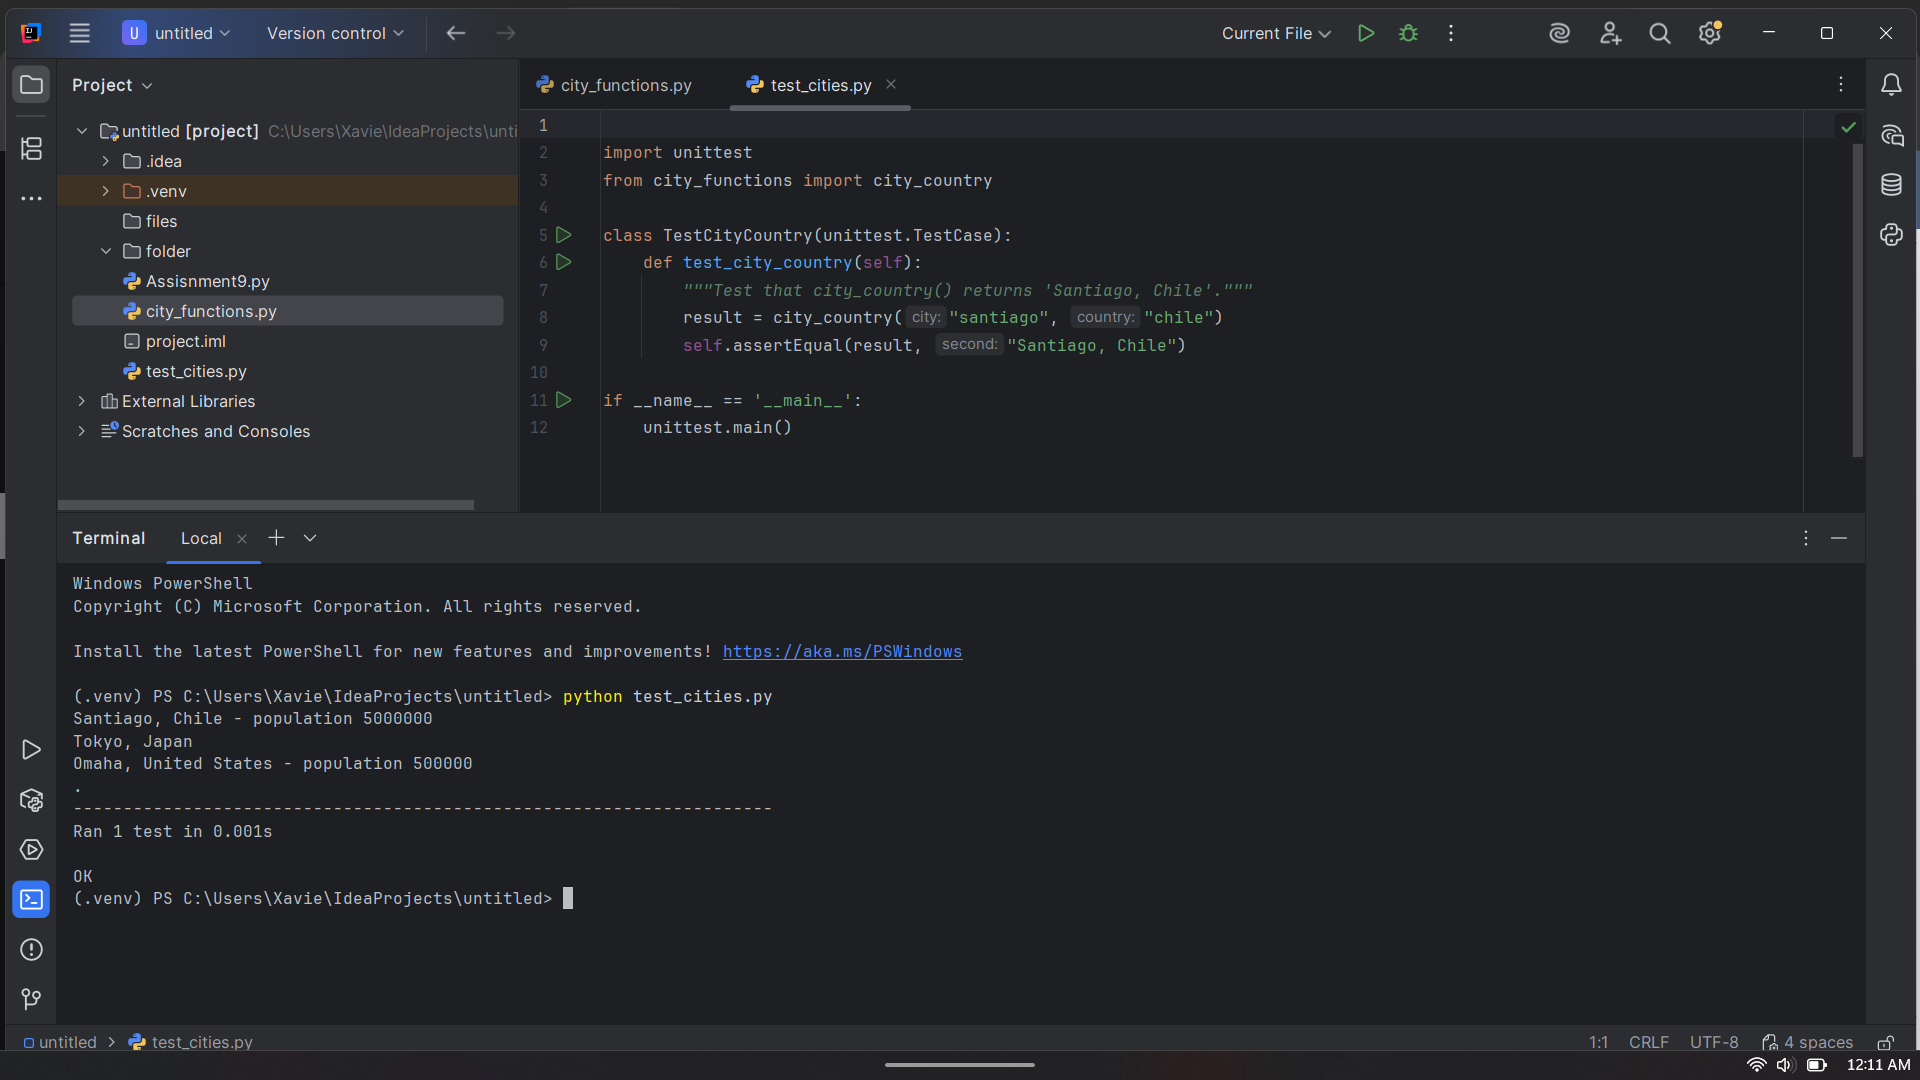 U untitled Version control Current File
Project
city_functions.py test_cities.py
untitled [project] C:\Users\Xavie\IdeaProjects\unti
.idea
.venv
files
folder
Assisnment9.py
city_functions.py
project.iml
test_cities.py
External Libraries
Scratches and Consoles
1
2 import unittest
3 from city_functions import city_country
4
5 class TestCityCountry(unittest.TestCase):
6 def test_city_country(self):
7 """Test that city_country() returns 'Santiago, Chile'."""
8 result = city_country( city: "santiago", country: "chile")
9 self.assertEqual(result, second: "Santiago, Chile")
10
11 if __name__ == '__main__':
12 unittest.main()
Terminal Local
Windows PowerShell
Copyright (C) Microsoft Corporation. All rights reserved.
Install the latest PowerShell for new features and improvements! https://aka.ms/PSWindows
(.venv) PS C:\Users\Xavie\IdeaProjects\untitled> python test_cities.py
Santiago, Chile - population 5000000
Tokyo, Japan
Omaha, United States - population 500000
.
----------------------------------------------------------------------
Ran 1 test in 0.001s
OK
(.venv) PS C:\Users\Xavie\IdeaProjects\untitled>
untitled > test_cities.py 1:1 CRLF UTF-8 4 spaces
12:11 AM